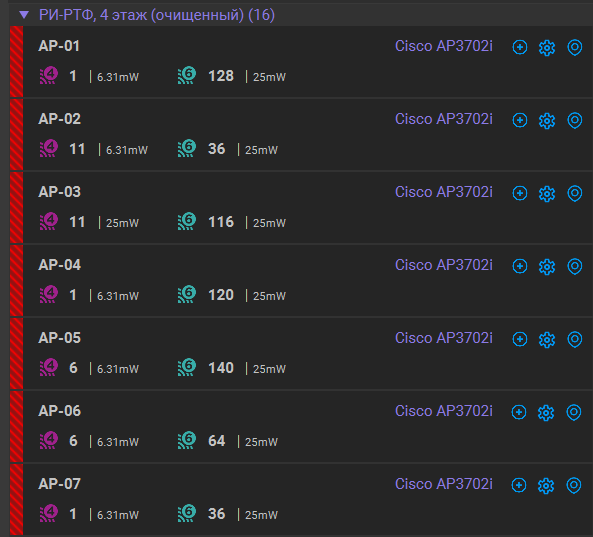 РИ-РТФ, 4 этаж (очищенный) (16)
AP-01 Cisco AP3702i
4 1 6.31mW 6 128 25mW
AP-02 Cisco AP3702i
4 11 6.31mW 6 36 25mW
AP-03 Cisco AP3702i
4 11 25mW 6 116 25mW
AP-04 Cisco AP3702i
4 1 6.31mW 6 120 25mW
AP-05 Cisco AP3702i
4 6 6.31mW 6 140 25mW
AP-06 Cisco AP3702i
4 6 6.31mW 6 64 25mW
AP-07 Cisco AP3702i
4 1 6.31mW 6 36 25mW